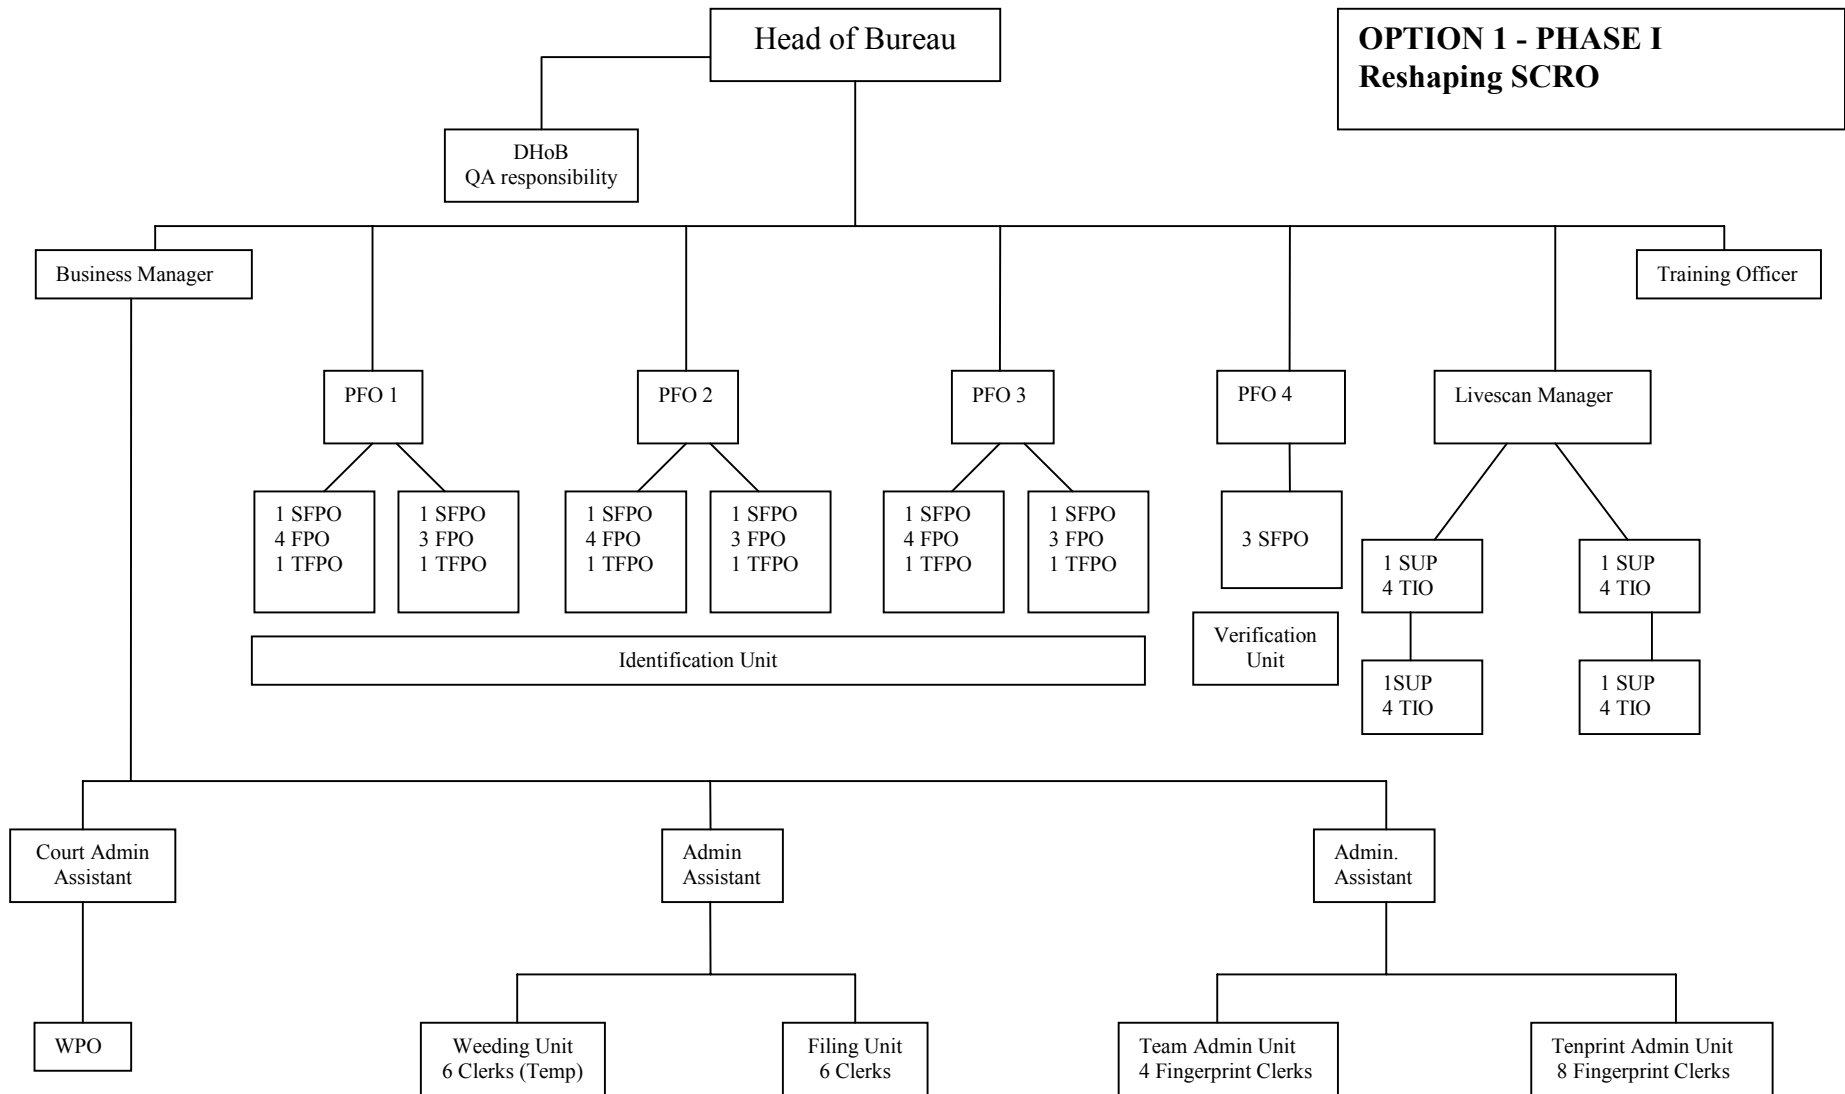 Head of Bureau
OPTION 1 - PHASE I
Reshaping SCRO
DHoB
QA responsibility
Business Manager
Training Officer
PFO 1
PFO 2
PFO 3
PFO 4
Livescan Manager
1 SFPO
4 FPO
1 TFPO
1 SFPO
3 FPO
1 TFPO
1 SFPO
4 FPO
1 TFPO
1 SFPO
3 FPO
1 TFPO
1 SFPO
4 FPO
1 TFPO
1 SFPO
3 FPO
1 TFPO
3 SFPO
1 SUP
4 TIO
1 SUP
4 TIO
Identification Unit
Verification
Unit
1SUP
4 TIO
1 SUP
4 TIO
Court Admin
Assistant
Admin
Assistant
Admin.
Assistant
WPO
Weeding Unit
6 Clerks (Temp)
Filing Unit
6 Clerks
Team Admin Unit
4 Fingerprint Clerks
Tenprint Admin Unit
8 Fingerprint Clerks